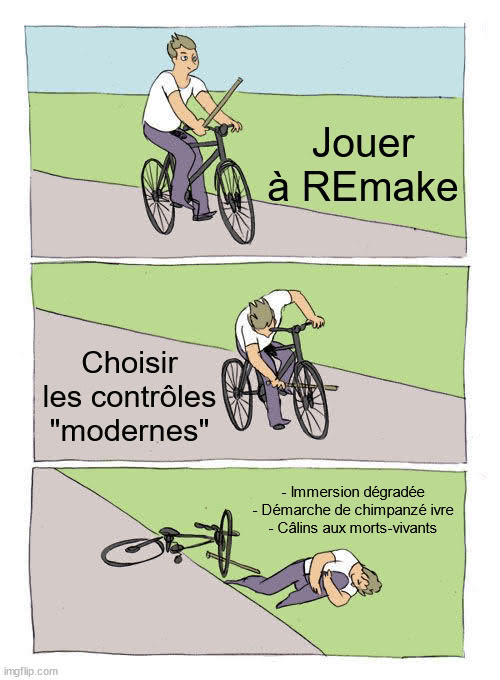 Jouer
à REmake
Choisir
les contrôles
"modernes"
- Immersion dégradée
- Démarche de chimpanzé ivre
- Câlins aux morts-vivants
imgflip.com